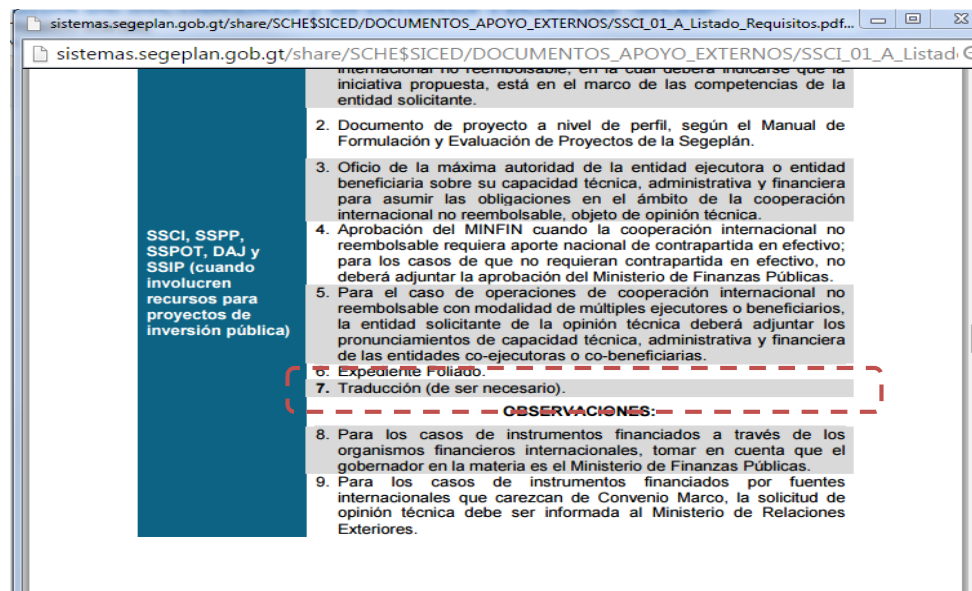 sistemas.segeplan.gob.gt/share/SCHE$SICED/DOCUMENTOS_APOYO_EXTERNOS/SSCI_01_A_Listado_Requisitos.pdf...
sistemas.segeplan.gob.gt/share/SCHE$SICED/DOCUMENTOS_APOYO_EXTERNOS/SSCI_01_A_Listad
SSCI, SSPP,
SSPOT, DAJ y
SSIP (cuando
involucren
recursos para
proyectos de
inversión pública)
internacional no reembolsable, en la cual deberá indicarse que la
iniciativa propuesta, está en el marco de las competencias de la
entidad solicitante.
2. Documento de proyecto a nivel de perfil, según el Manual de
Formulación y Evaluación de Proyectos de la Segeplán.
3. Oficio de la máxima autoridad de la entidad ejecutora o entidad
beneficiaria sobre su capacidad técnica, administrativa y financiera
para asumir las obligaciones en el ámbito de la cooperación
internacional no reembolsable, objeto de opinión técnica.
4. Aprobación del MINFIN cuando la cooperación internacional no
reembolsable requiera aporte nacional de contrapartida en efectivo;
para los casos de que no requieran contrapartida en efectivo, no
deberá adjuntar la aprobación del Ministerio de Finanzas Públicas.
5. Para el caso de operaciones de cooperación internacional no
reembolsable con modalidad de múltiples ejecutores o beneficiarios,
la entidad solicitante de la opinión técnica deberá adjuntar los
pronunciamientos de capacidad técnica, administrativa y financiera
de las entidades co-ejecutoras o co-beneficiarias.
6. Expediente Foliado.
7. Traducción (de ser necesario).
OBSERVACIONES:
8. Para los casos de instrumentos financiados a través de los
organismos financieros internacionales, tomar en cuenta que el
gobernador en la materia es el Ministerio de Finanzas Públicas.
9. Para los casos de instrumentos financiados por fuentes
internacionales que carezcan de Convenio Marco, la solicitud de
opinión técnica debe ser informada al Ministerio de Relaciones
Exteriores.